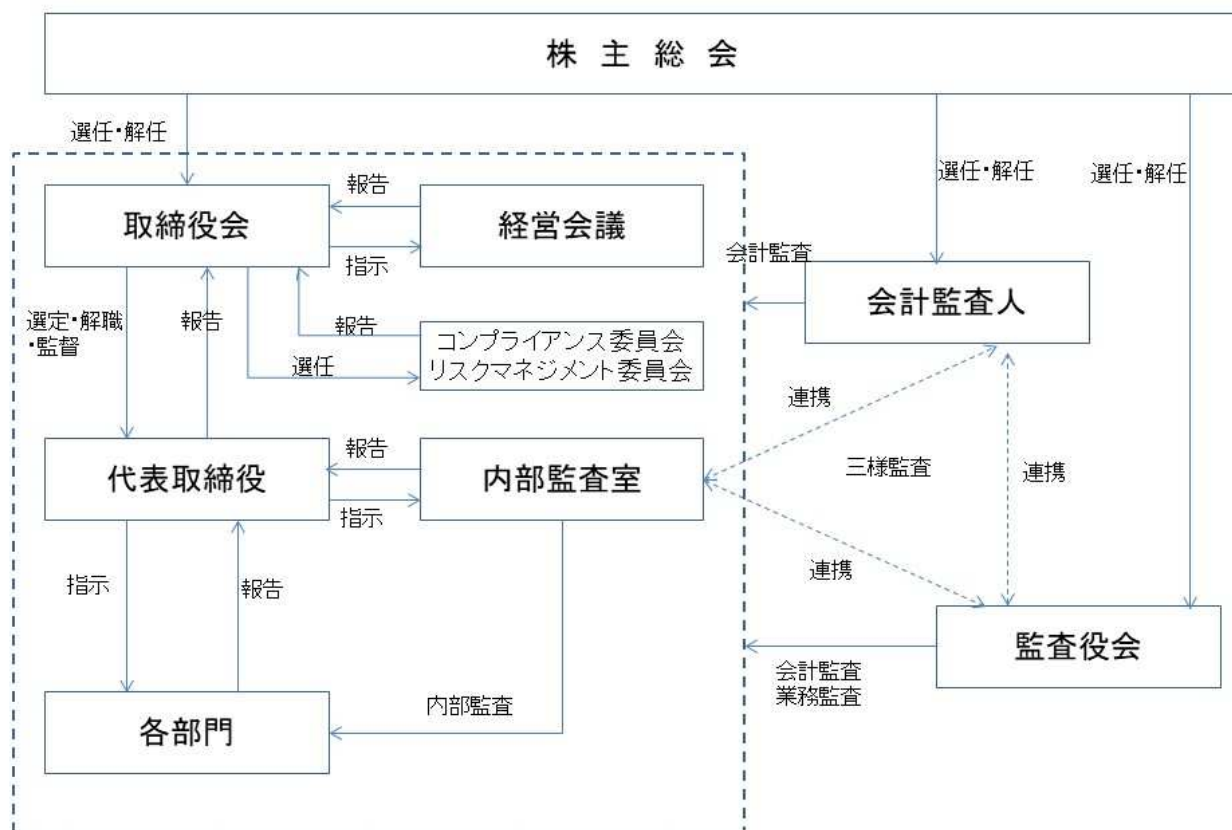 株主総会
選任・解任
選任・解任
選任・解任
取締役会
報告
指示
経営会議
会計監査
会計監査人
選定・解職
・監督
報告
報告
選任
コンプライアンス委員会
リスクマネジメント委員会
連携
三様監査
連携
代表取締役
報告
指示
内部監査室
連携
指示
報告
監査役会
会計監査
業務監査
内部監査
各部門